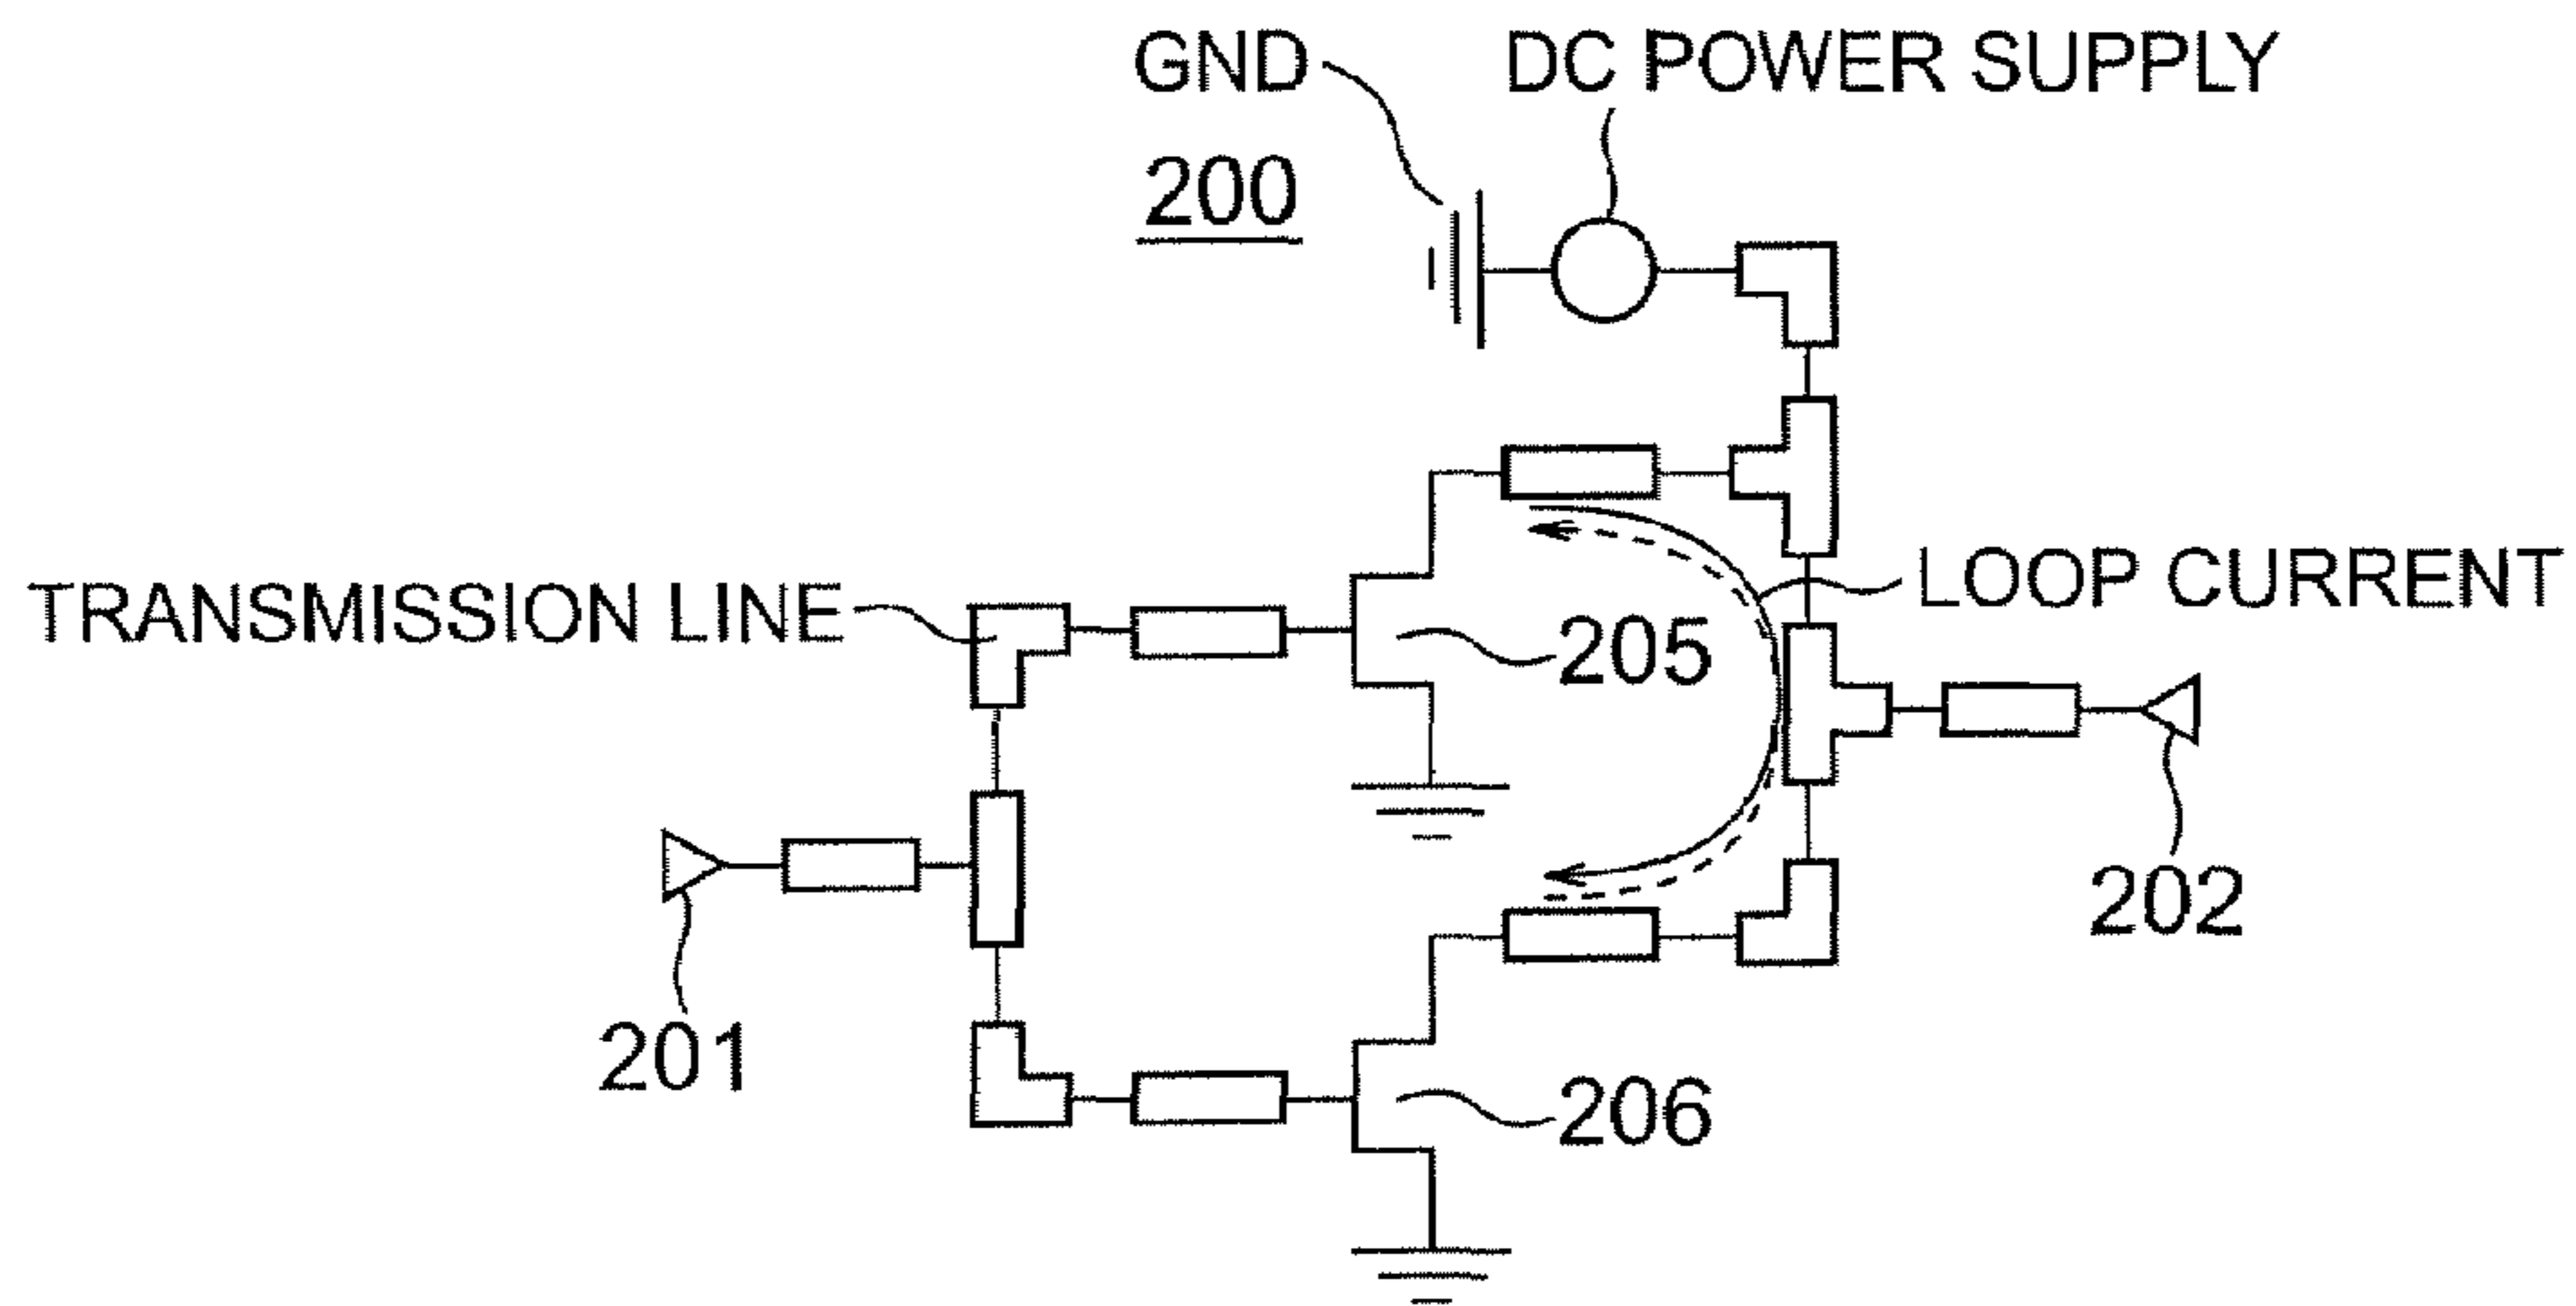 GND
DC POWER SUPPLY
200
TRANSMISSION LINE
LOOP CURRENT
205
202
201
206